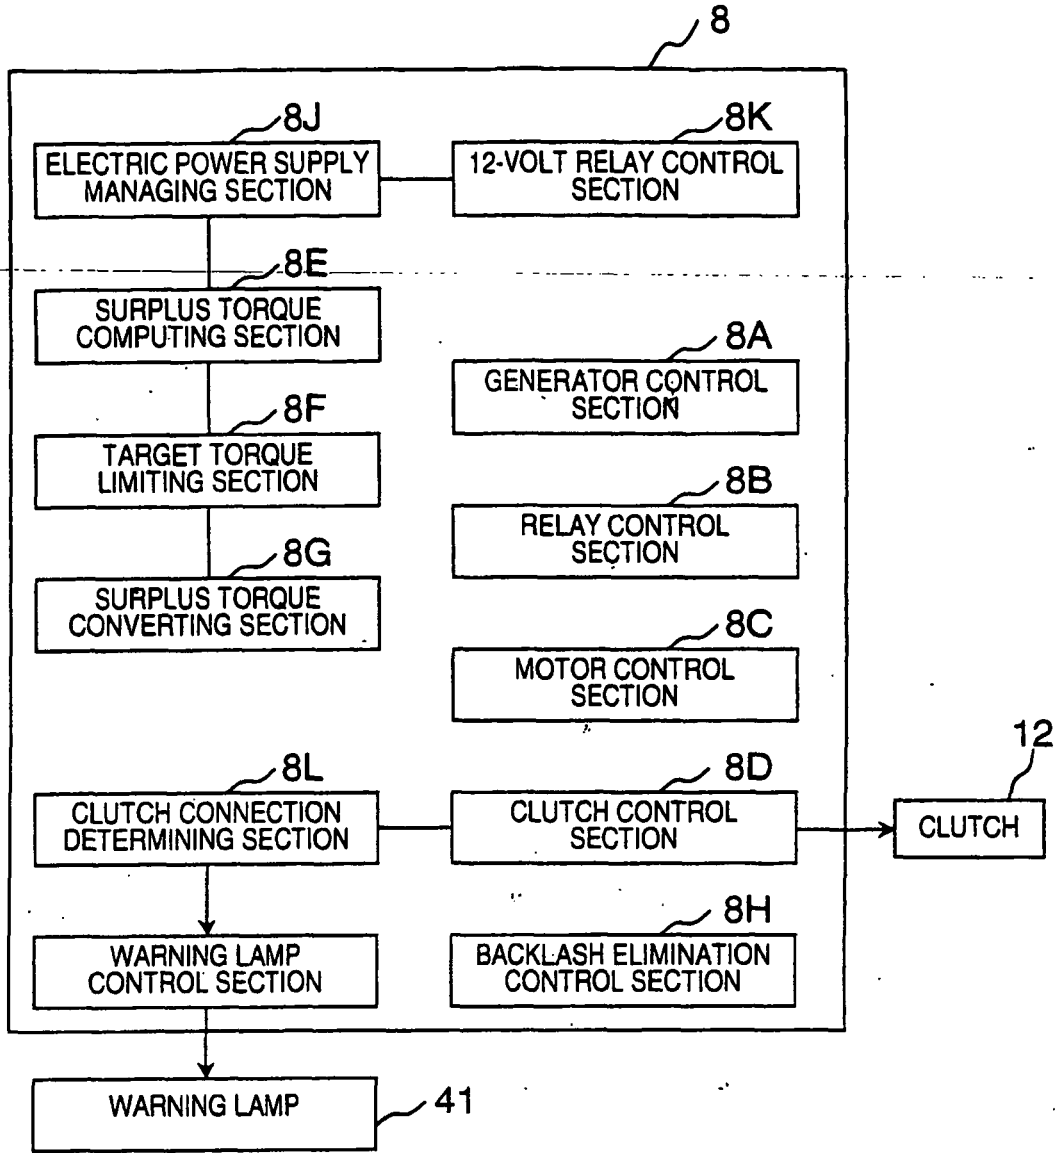 8
8J
ELECTRIC POWER SUPPLY
MANAGING SECTION
8K
12-VOLT RELAY CONTROL
SECTION
8E
SURPLUS TORQUE
COMPUTING SECTION
8A
GENERATOR CONTROL
SECTION
8F
TARGET TORQUE
LIMITING SECTION
8B
RELAY CONTROL
SECTION
8G
SURPLUS TORQUE
CONVERTING SECTION
8C
MOTOR CONTROL
SECTION
8L
CLUTCH CONNECTION
DETERMINING SECTION
8D
CLUTCH CONTROL
SECTION
12
CLUTCH
WARNING LAMP
CONTROL SECTION
8H
BACKLASH ELIMINATION
CONTROL SECTION
WARNING LAMP
41